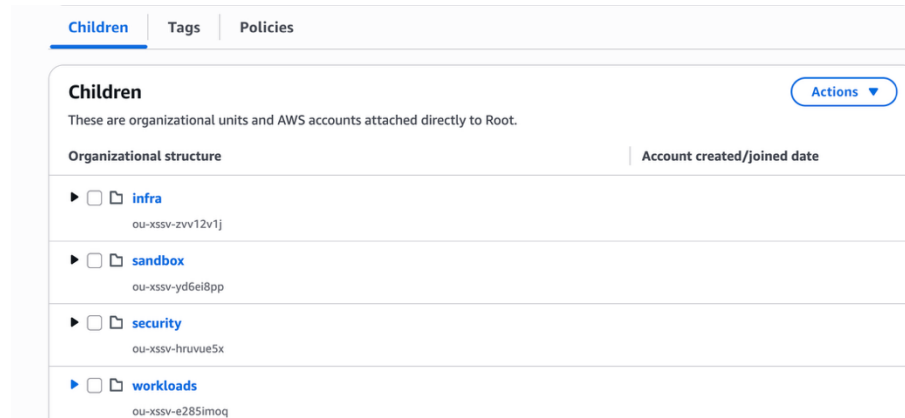 Children Tags Policies
Children
Actions
These are organizational units and AWS accounts attached directly to Root.
Organizational structure Account created/joined date
infra
ou-xssv-zvv12v1j
sandbox
ou-xssv-yd6ei8pp
security
ou-xssv-hruvue5x
workloads
ou-xssv-e285imoq